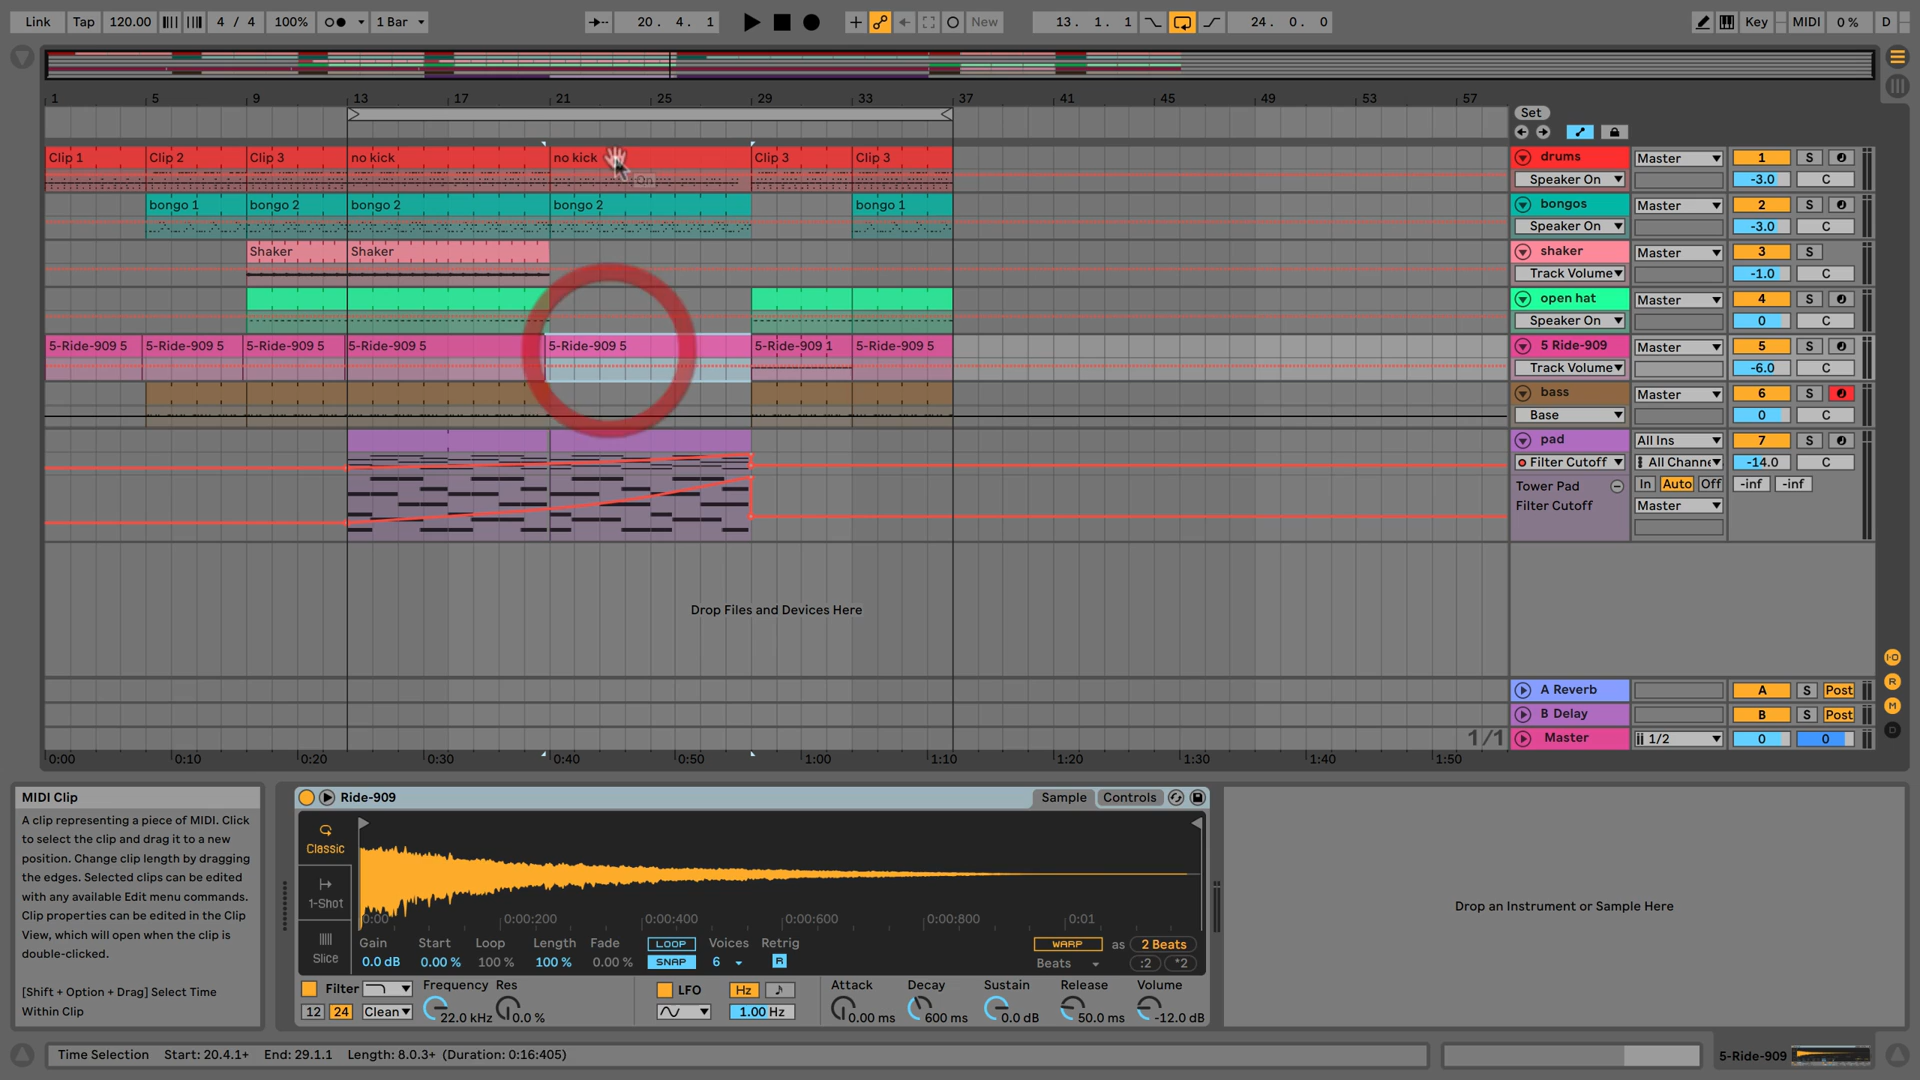 Link Tap 120.00 4 / 4 100% 1 Bar 20. 4. 1 New 13. 1. 1 24. 0. 0 Key MIDI 0 % D
1 5 9 13 17 21 25 29 33 37 41 45 49 53 57
Set
Clip 1 Clip 2 Clip 3 no kick no kick Clip 3 Clip 3 drums Master 1 S
On Speaker On -3.0 C
bongo 1 bongo 2 bongo 2 bongo 2 bongo 1 bongos Master 2 S
Speaker On -3.0 C
Shaker Shaker shaker Master 3 S
Track Volume -1.0 C
open hat Master 4 S
Speaker On 0 C
5-Ride-909 5 5-Ride-909 5 5-Ride-909 5 5-Ride-909 5 5-Ride-909 5 5-Ride-909 1 5-Ride-909 5 5 Ride-909 Master 5 S
Track Volume -6.0 C
bass Master 6 S
Base 0 C
pad All Ins 7 S
Filter Cutoff All Channe -14.0 C
Tower Pad In Auto Off -inf -inf
Filter Cutoff Master
Drop Files and Devices Here
A Reverb A S Post
B Delay B S Post
1/1 Master 1/2 0 0
0:00 0:10 0:20 0:30 0:40 0:50 1:00 1:10 1:20 1:30 1:40 1:50
I·O
R
M
D
MIDI Clip
A clip representing a piece of MIDI. Click
to select the clip and drag it to a new
position. Change clip length by dragging
the edges. Selected clips can be edited
with any available Edit menu commands.
Clip properties can be edited in the Clip
View, which will open when the clip is
double-clicked.
[Shift + Option + Drag] Select Time
Within Clip
Ride-909 Sample Controls
Classic
1-Shot
Slice
0:00 0:00:200 0:00:400 0:00:600 0:00:800 0:01
Gain Start Loop Length Fade LOOP Voices Retrig WARP as 2 Beats
0.0 dB 0.00 % 100 % 100 % 0.00 % SNAP 6 R Beats :2 *2
Filter Frequency Res LFO Hz Attack Decay Sustain Release Volume
12 24 Clean 22.0 kHz 0.0 % 1.00 Hz 0.00 ms 600 ms 0.0 dB 50.0 ms -12.0 dB
Drop an Instrument or Sample Here
Time Selection Start: 20.4.1+ End: 29.1.1 Length: 8.0.3+ (Duration: 0:16:405) 5-Ride-909